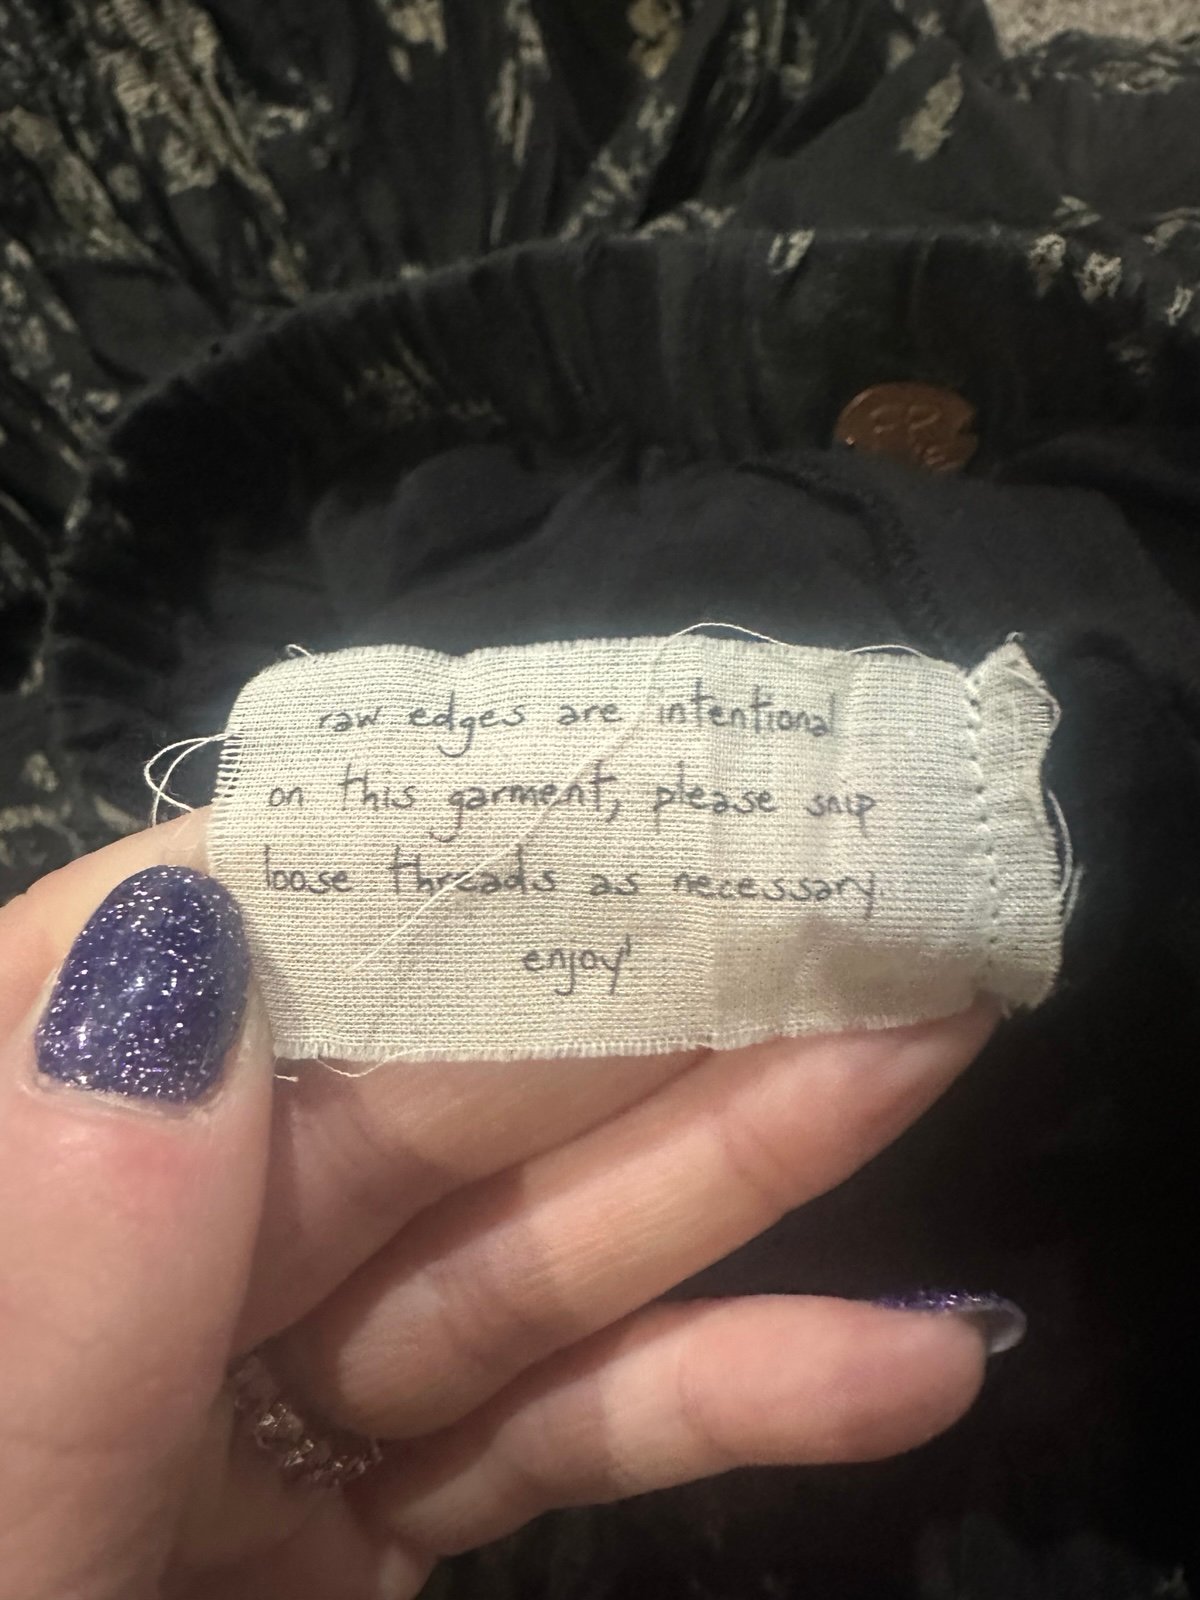 raw edges are intentional
on this garment, please snip
loose threads as necessary.
enjoy!